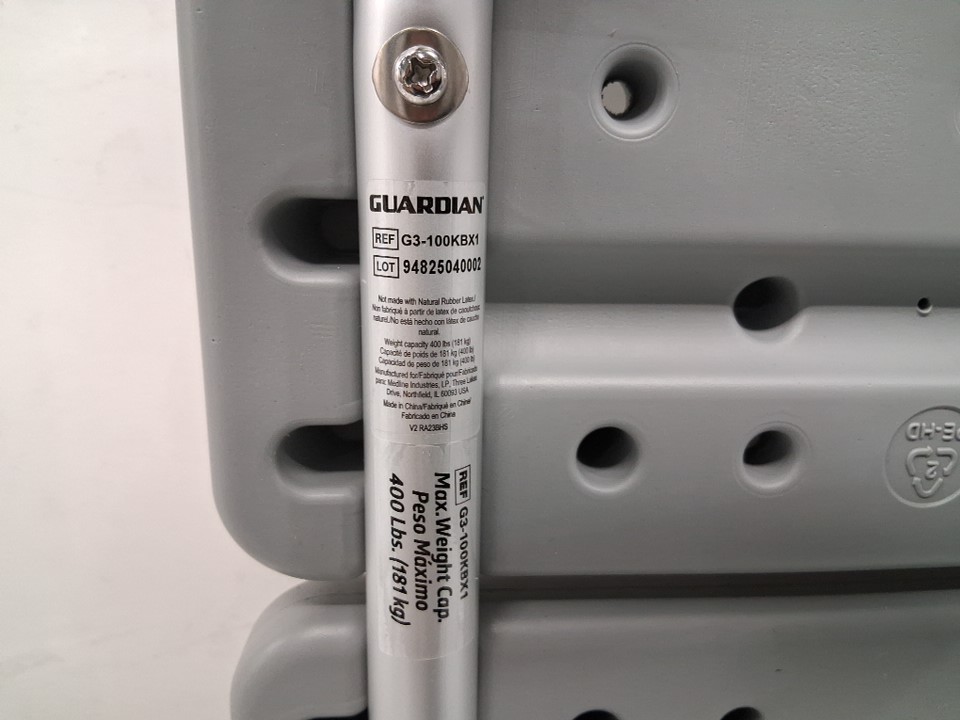 GUARDIAN
REF G3-100KBX1
LOT 94825040002
Not made with Natural Rubber Latex./
Non fabriqué à partir de latex de caoutchouc
naturel./No está hecho con látex de caucho
natural.
Weight capacity 400 lbs (181 kg)
Capacité de poids de 181 kg (400 lb)
Capacidad de peso de 181 kg (400 lb)
Manufactured for/Fabriqué pour/Fabricado
para: Medline Industries, LP, Three Lakes
Drive, Northfield, IL 60093 USA
Made in China/Fabriqué en Chine/
Fabricado en China
V2 RA23BHS
REF G3-100KBX1
Max.Weight Cap.
Peso Máximo
400 Lbs. (181 kg)
2
PE-HD